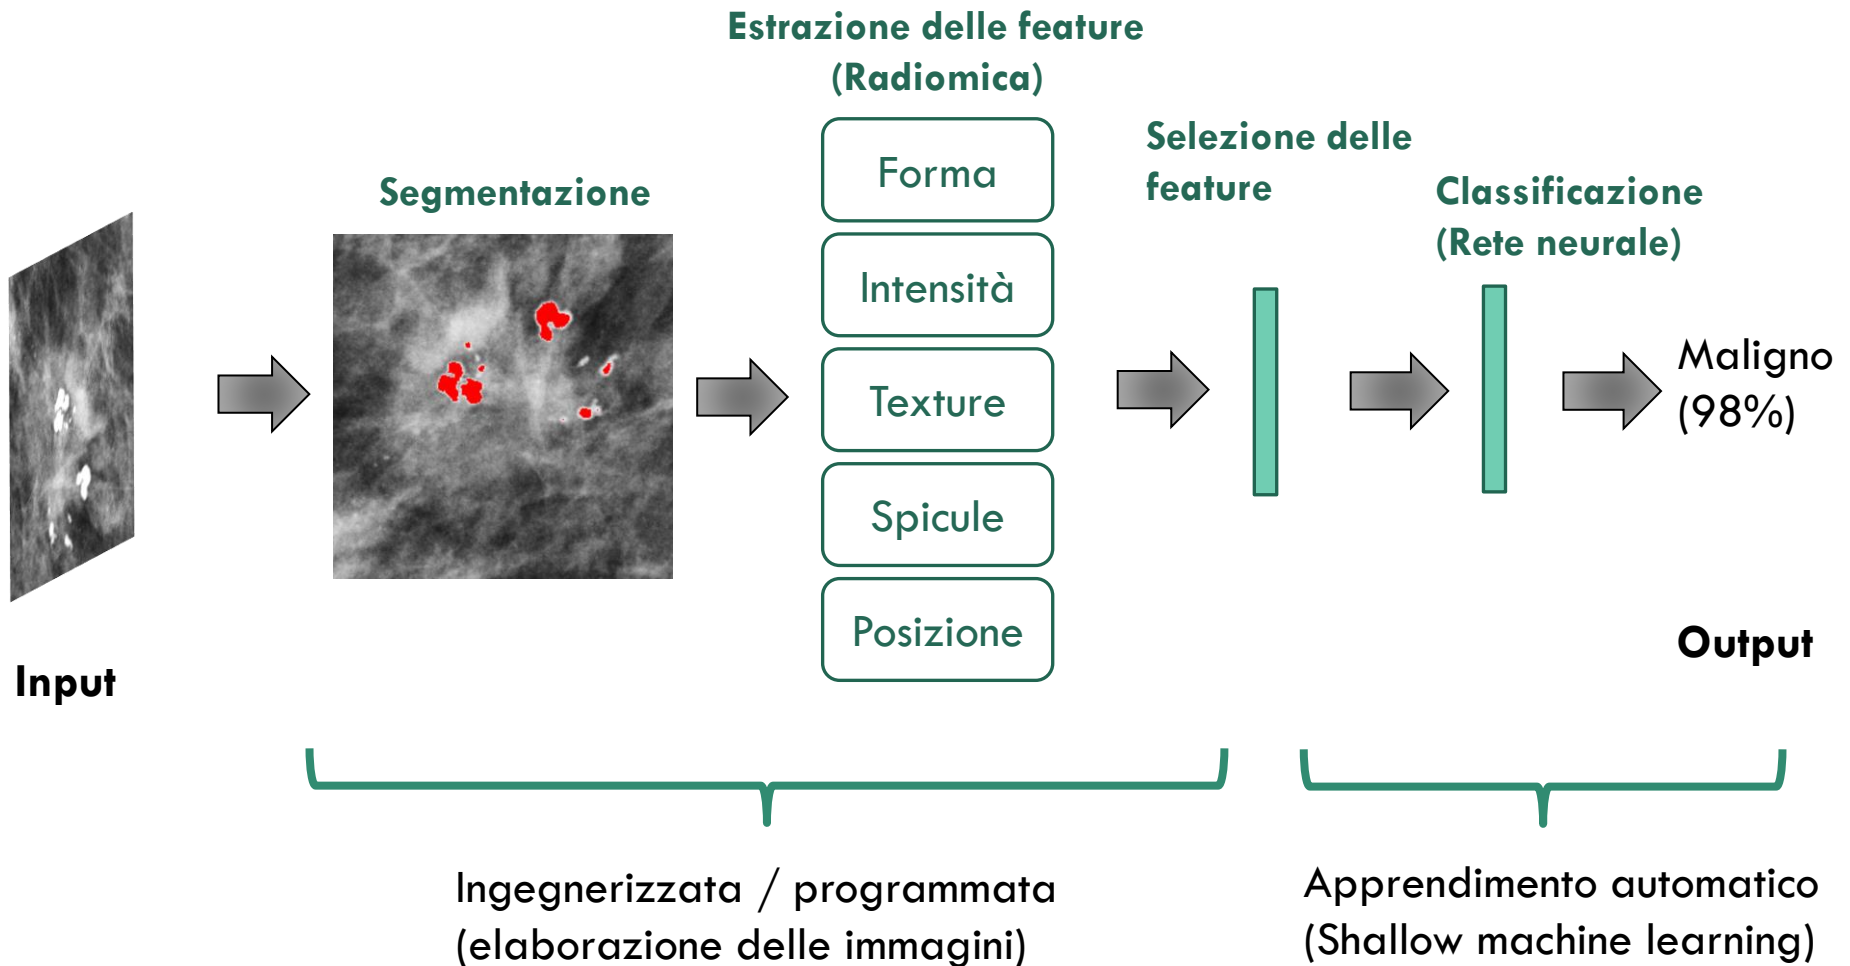 Estrazione delle feature
(Radiomica)
Segmentazione
Forma
Intensità
Texture
Spicule
Posizione
Selezione delle
feature
Classificazione
(Rete neurale)
Maligno
(98%)
Input
Output
Ingegnerizzata / programmata
(elaborazione delle immagini)
Apprendimento automatico
(Shallow machine learning)